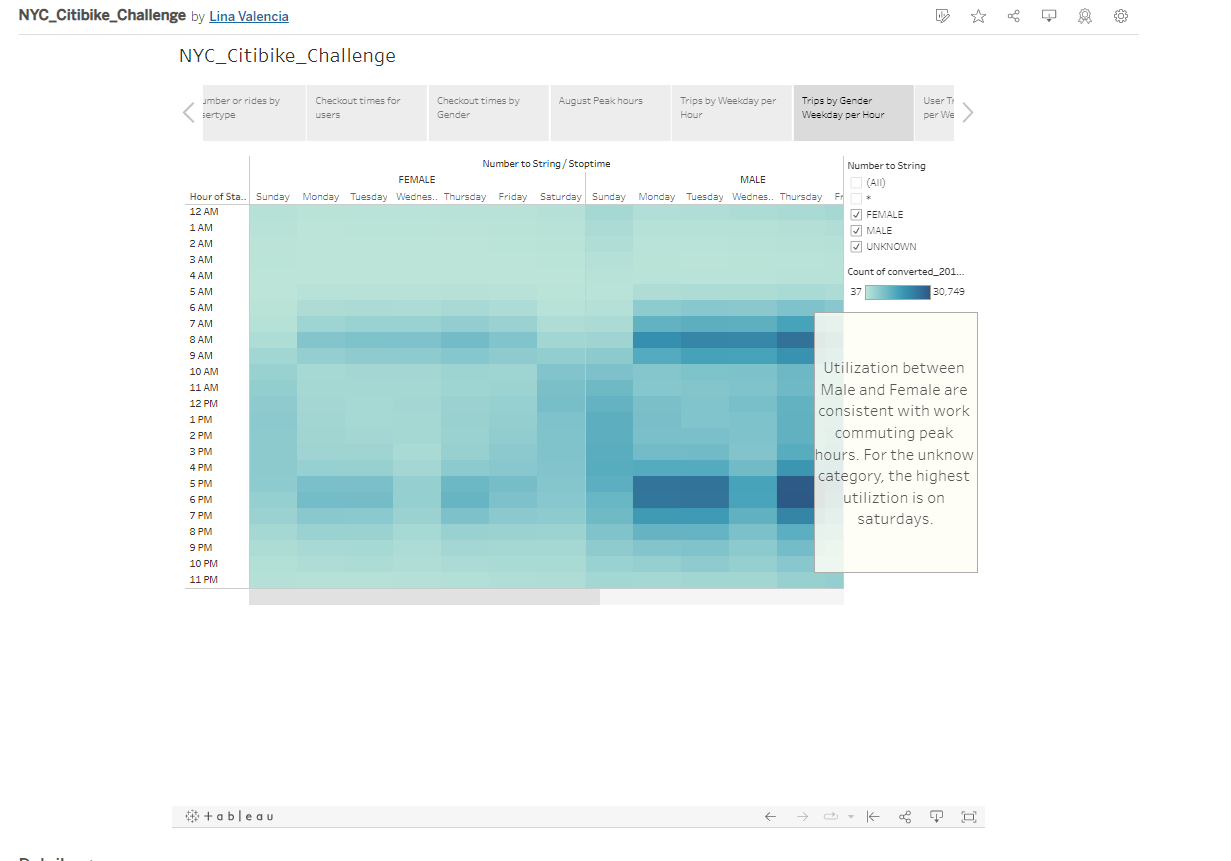 NYC_Citibike_Challenge by Lina Valencia
NYC_Citibike_Challenge
umber or rides by
sertype
Checkout times for
users
Checkout times by
Gender
August Peak hours
Trips by Weekday per
Hour
Trips by Gender
Weekday per Hour
User Tr
per We
Number to String / Stoptime
FEMALE MALE
Hour of Sta.. Sunday Monday Tuesday Wednes.. Thursday Friday Saturday Sunday Monday Tuesday Wednes.. Thursday Fr
12 AM
1 AM
2 AM
3 AM
4 AM
5 AM
6 AM
7 AM
8 AM
9 AM
10 AM
11 AM
12 PM
1 PM
2 PM
3 PM
4 PM
5 PM
6 PM
7 PM
8 PM
9 PM
10 PM
11 PM
Number to String
(All)
*
FEMALE
MALE
UNKNOWN
Count of converted_201...
37 30,749
Utilization between
Male and Female are
consistent with work
commuting peak
hours. For the unknow
category, the highest
utiliztion is on
saturdays.
+ableau